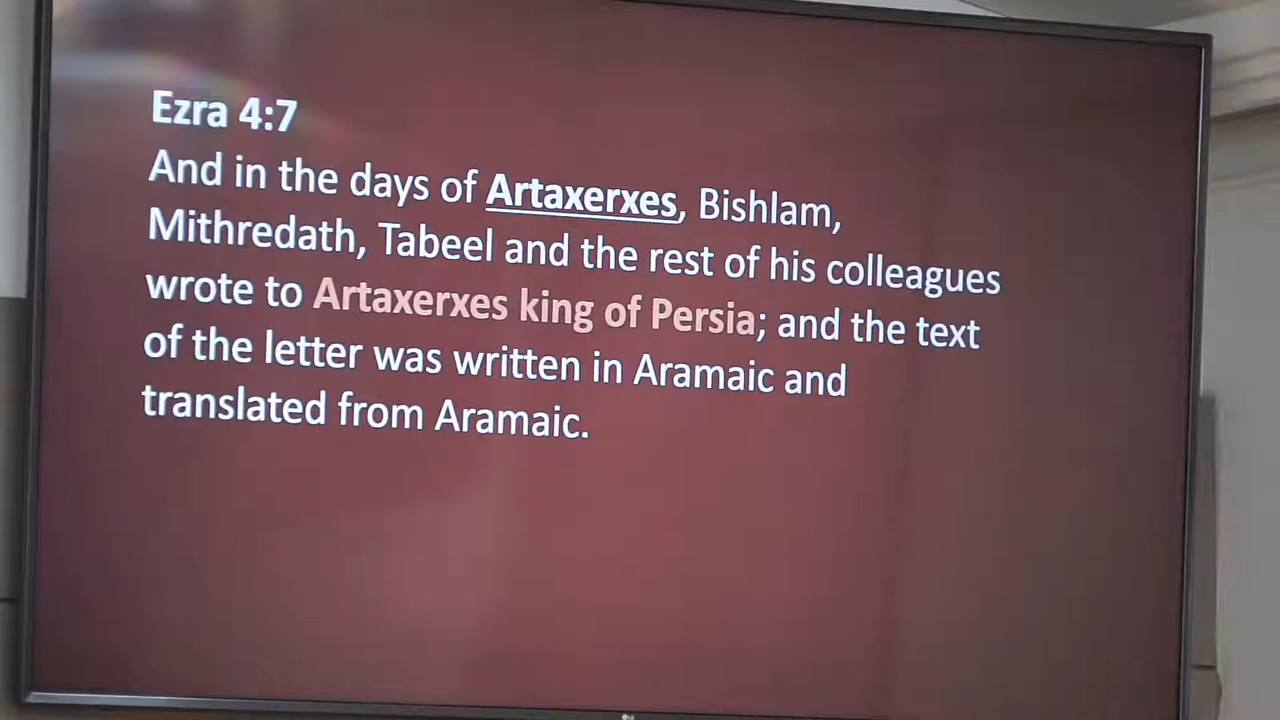 Ezra 4:7
And in the days of Artaxerxes, Bishlam,
Mithredath, Tabeel and the rest of his colleagues
wrote to Artaxerxes king of Persia; and the text
of the letter was written in Aramaic and
translated from Aramaic.